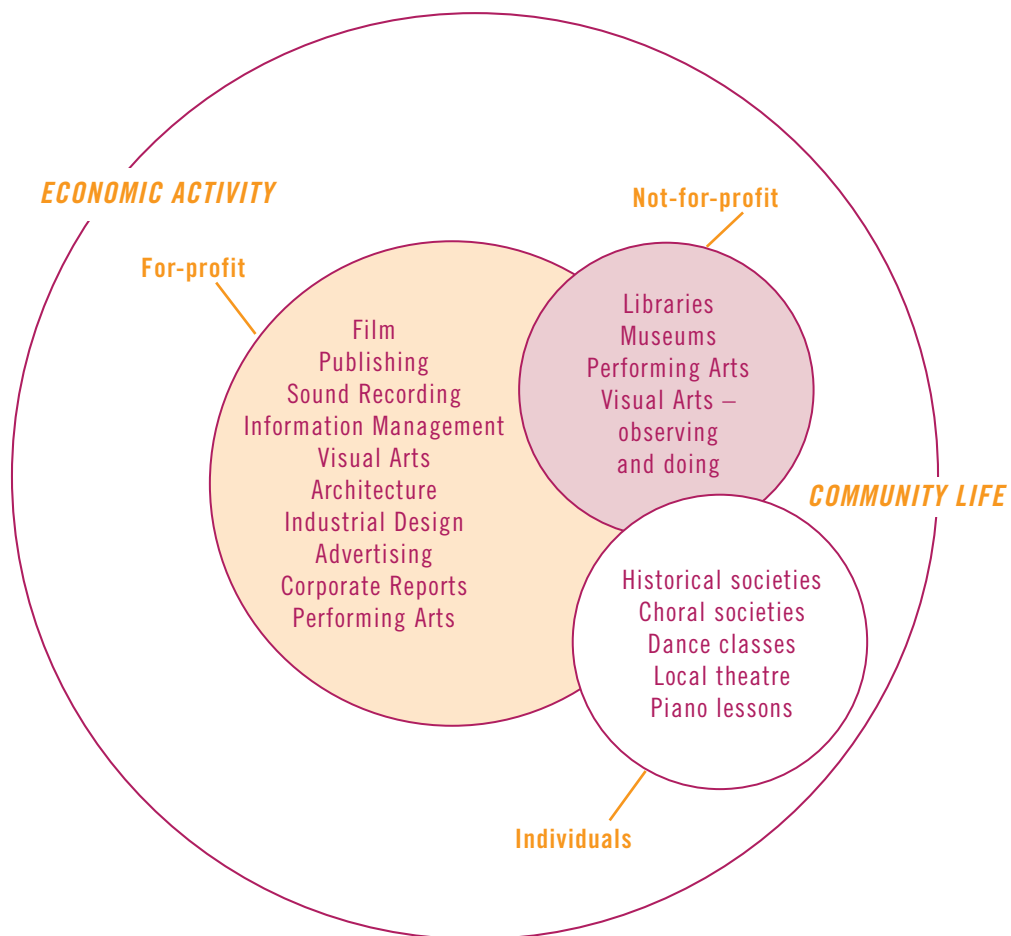 ECONOMIC ACTIVITY
Not-for-profit
For-profit
Film
Publishing
Sound Recording
Information Management
Visual Arts
Architecture
Industrial Design
Advertising
Corporate Reports
Performing Arts
Libraries
Museums
Performing Arts
Visual Arts –
observing
and doing
COMMUNITY LIFE
Historical societies
Choral societies
Dance classes
Local theatre
Piano lessons
Individuals